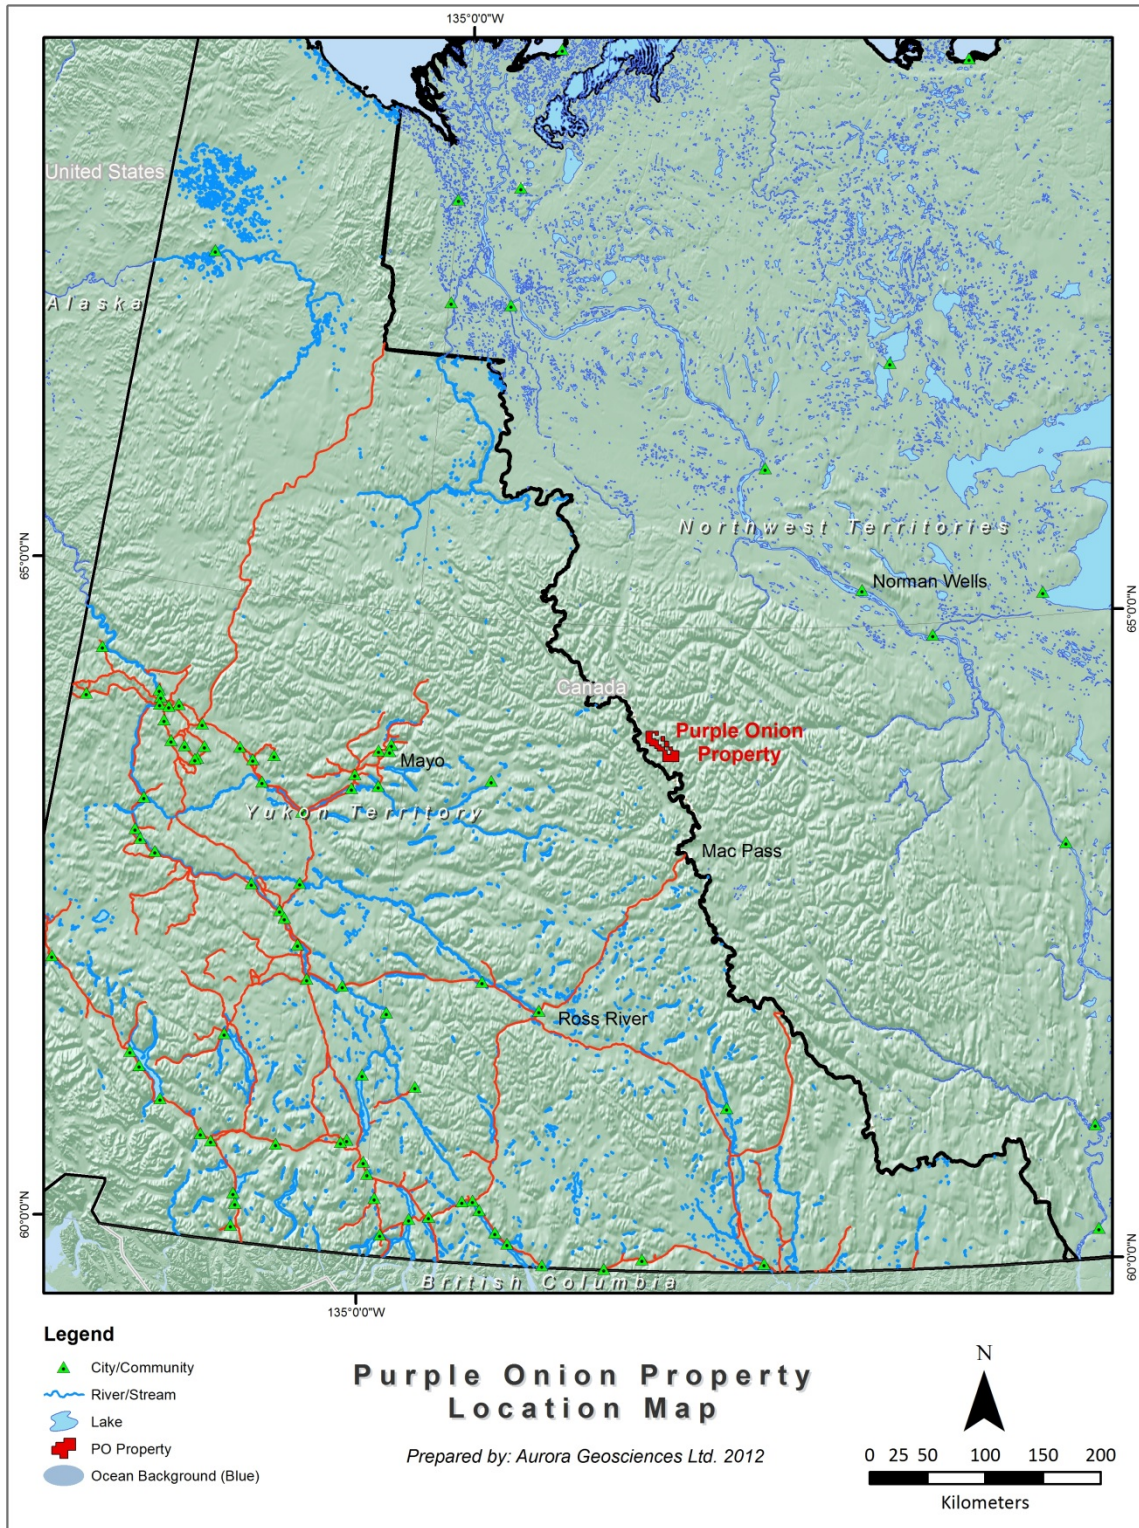 135°0'0"W
United States
Alaska
Northwest Territories
65°0'0"N
65°0'0"N
Norman Wells
Canada
Purple Onion
Property
Mayo
Yukon Territory
Mac Pass
Ross River
60°0'0"N
60°0'0"N
British Columbia
135°0'0"W
Legend
City/Community
River/Stream
Lake
PO Property
Ocean Background (Blue)
Purple Onion Property
Location Map
Prepared by: Aurora Geosciences Ltd. 2012
N
0 25 50 100 150 200
Kilometers